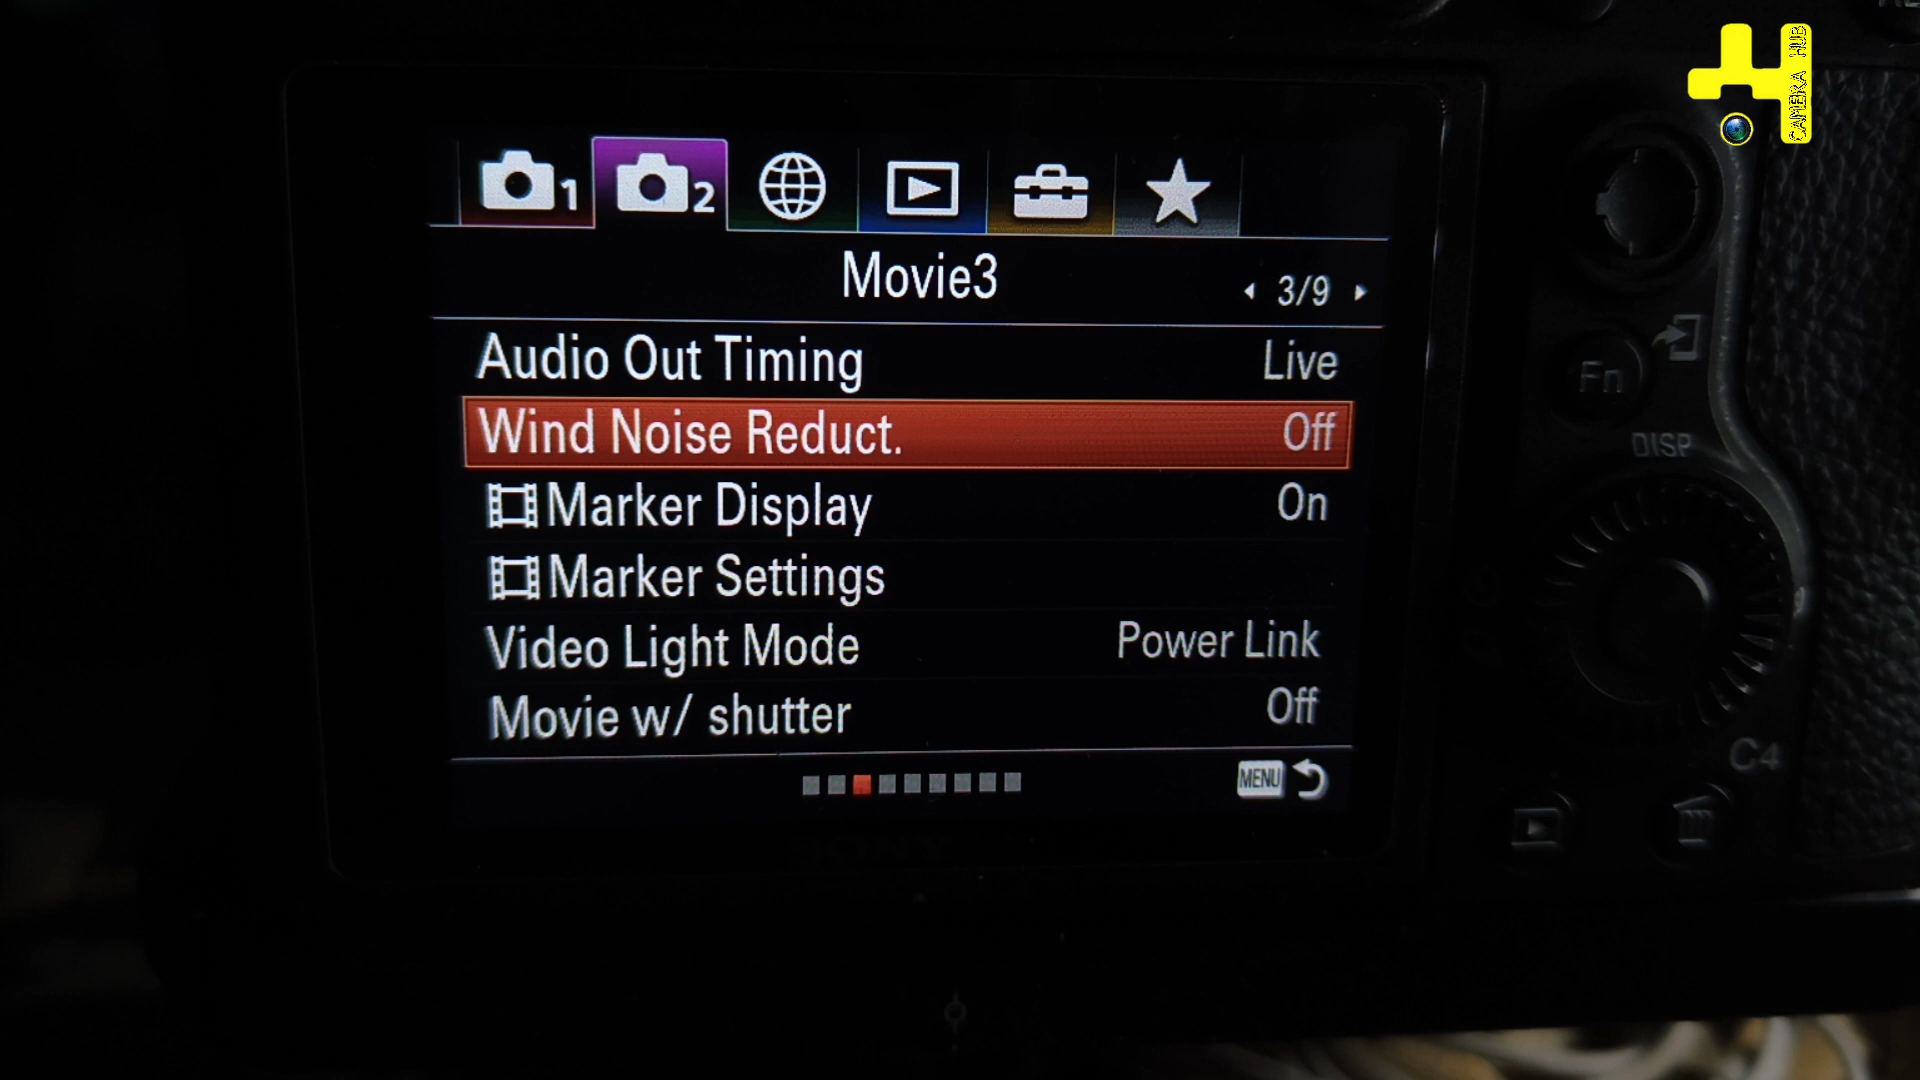 CAMERA HUB
1
2
Movie3
3/9
Audio Out Timing Live
Wind Noise Reduct. Off
Marker Display On
Marker Settings
Video Light Mode Power Link
Movie w/ shutter Off
MENU
Fn
DISP
C4
SONY